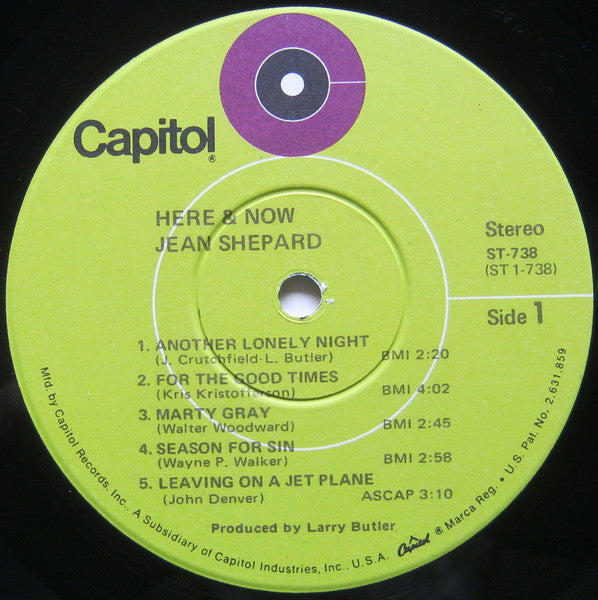 Capitol®
HERE & NOW
JEAN SHEPARD
Stereo
ST-738
(ST 1-738)
Side 1
1. ANOTHER LONELY NIGHT
(J. Crutchfield-L. Butler) BMI 2:20
2. FOR THE GOOD TIMES
(Kris Kristofferson) BMI 4:02
3. MARTY GRAY
(Walter Woodward) BMI 2:45
4. SEASON FOR SIN
(Wayne P. Walker) BMI 2:58
5. LEAVING ON A JET PLANE
(John Denver) ASCAP 3:10
Produced by Larry Butler
Mfd. by Capitol Records, Inc., A Subsidiary of Capitol Industries, Inc., U.S.A. Capitol ® Marca Reg. • U.S. Pat. No. 2,631,859